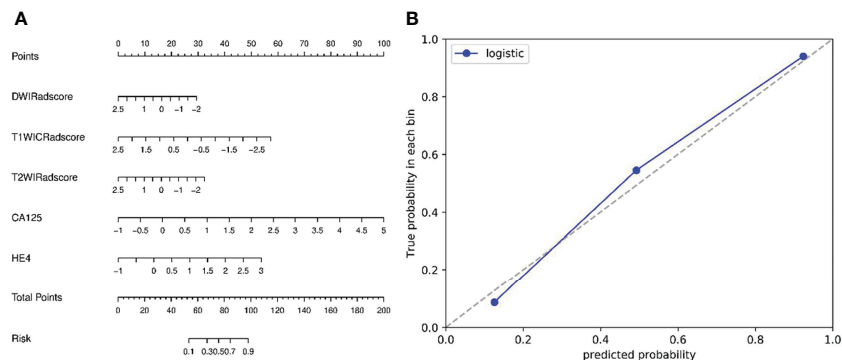 A
Points
0 10 20 30 40 50 60 70 80 90 100
DWIRadscore
2.5 1 0 −1 −2
T1WICRadscore
2.5 1.5 0.5 −0.5 −1.5 −2.5
T2WIRadscore
2.5 1 0 −1 −2
CA125
−1 −0.5 0 0.5 1 1.5 2 2.5 3 3.5 4 4.5 5
HE4
−1 0 0.5 1 1.5 2 3
Total Points
0 20 40 60 80 100 120 140 160 180 200
Risk
0.1 0.30.50.7 0.9
B
logistic
True probability in each bin
1.0
0.8
0.6
0.4
0.2
0.0
0.0 0.2 0.4 0.6 0.8 1.0
predicted probability